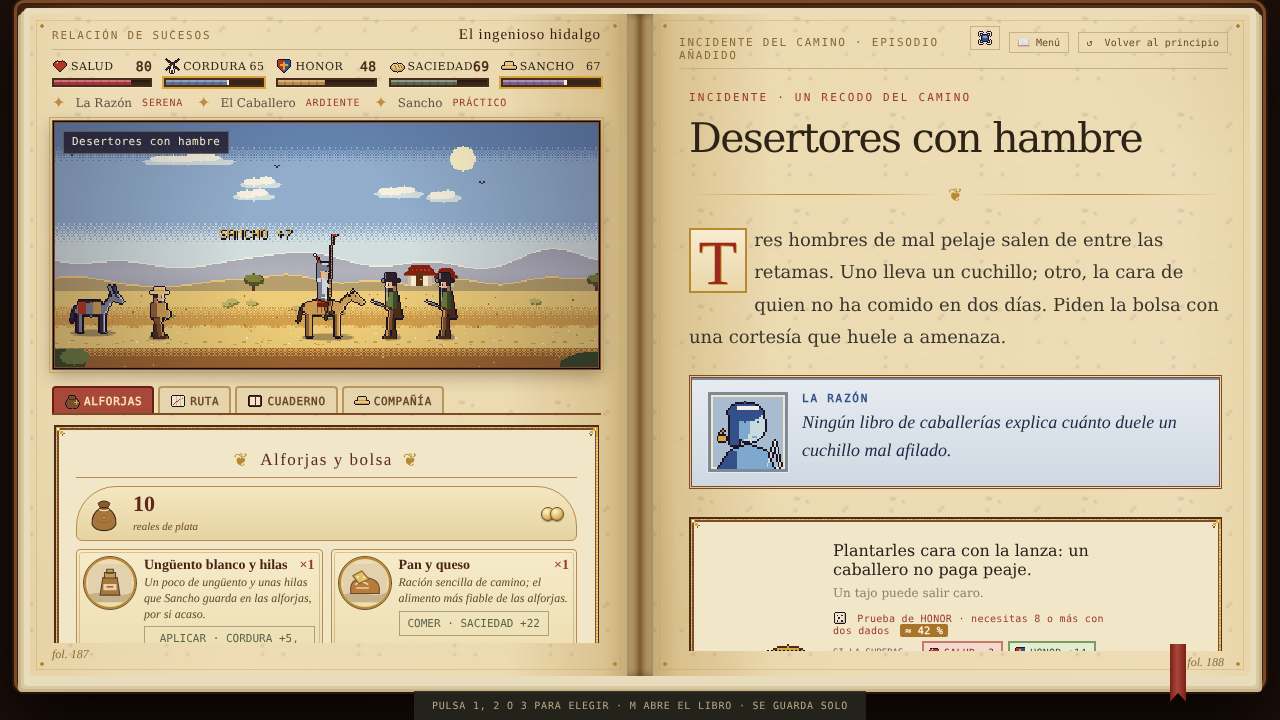 RELACIÓN DE SUCESOS
El ingenioso hidalgo
SALUD 80
CORDURA 65
HONOR 48
SACIEDAD 69
SANCHO 67
La Razón SERENA
El Caballero ARDIENTE
Sancho PRÁCTICO
Desertores con hambre
SANCHO +7
ALFORJAS
RUTA
CUADERNO
COMPAÑÍA
Alforjas y bolsa
10
reales de plata
Ungüento blanco y hilas ×1
Un poco de ungüento y unas hilas
que Sancho guarda en las alforjas,
por si acaso.
APLICAR · CORDURA +5,
Pan y queso ×1
Ración sencilla de camino; el
alimento más fiable de las alforjas.
COMER · SACIEDAD +22
fol. 187
INCIDENTE DEL CAMINO · EPISODIO
AÑADIDO
Menú
↺ Volver al principio
INCIDENTE · UN RECODO DEL CAMINO
Desertores con hambre
Tres hombres de mal pelaje salen de entre las
retamas. Uno lleva un cuchillo; otro, la cara de
quien no ha comido en dos días. Piden la bolsa con
una cortesía que huele a amenaza.
LA RAZÓN
Ningún libro de caballerías explica cuánto duele un
cuchillo mal afilado.
Plantarles cara con la lanza: un
caballero no paga peaje.
Un tajo puede salir caro.
Prueba de HONOR · necesitas 8 o más con
dos dados ≈ 42 %
fol. 188
PULSA 1, 2 O 3 PARA ELEGIR · M ABRE EL LIBRO · SE GUARDA SOLO